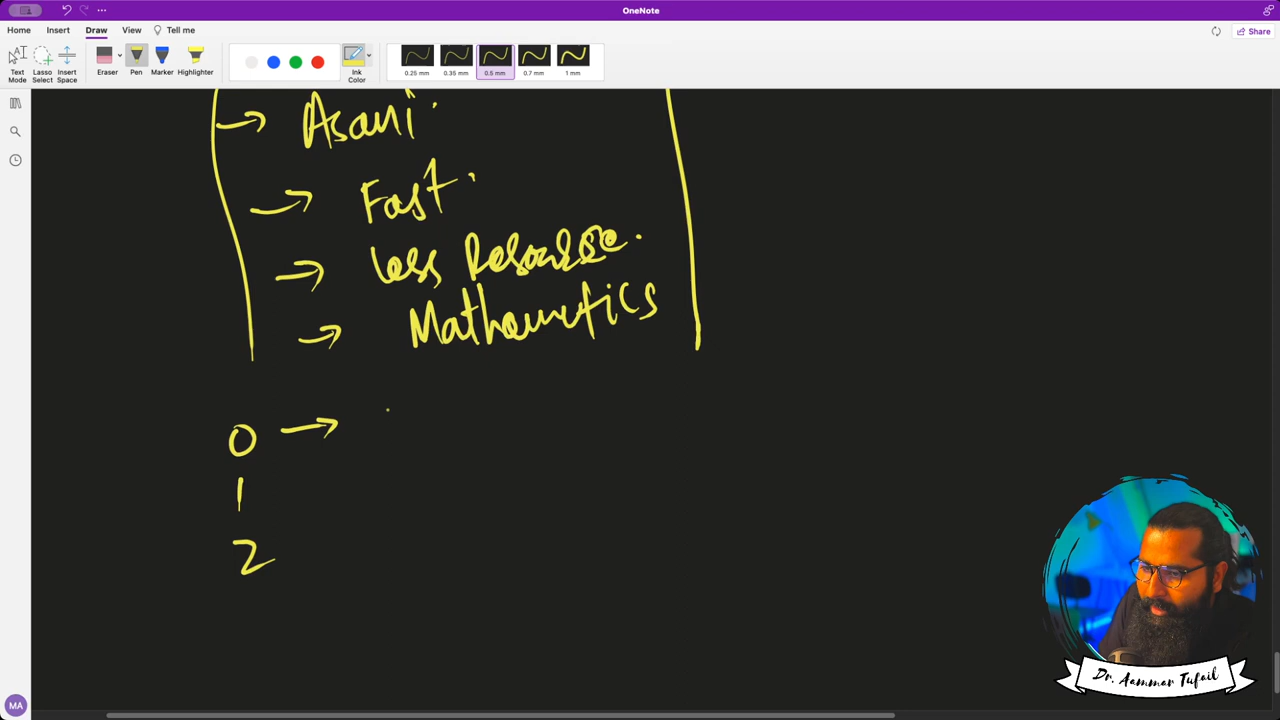 OneNote
Home Insert Draw View Tell me
Share
Text Mode
Lasso Select
Insert Space
Eraser
Pen
Marker
Highlighter
Ink Color
0.25 mm
0.35 mm
0.5 mm
0.7 mm
1 mm
→ Asani.
→ Fast.
→ Less Resourse.
→ Mathematics
0 →
1
2
MA
Dr. Aammar Tufail